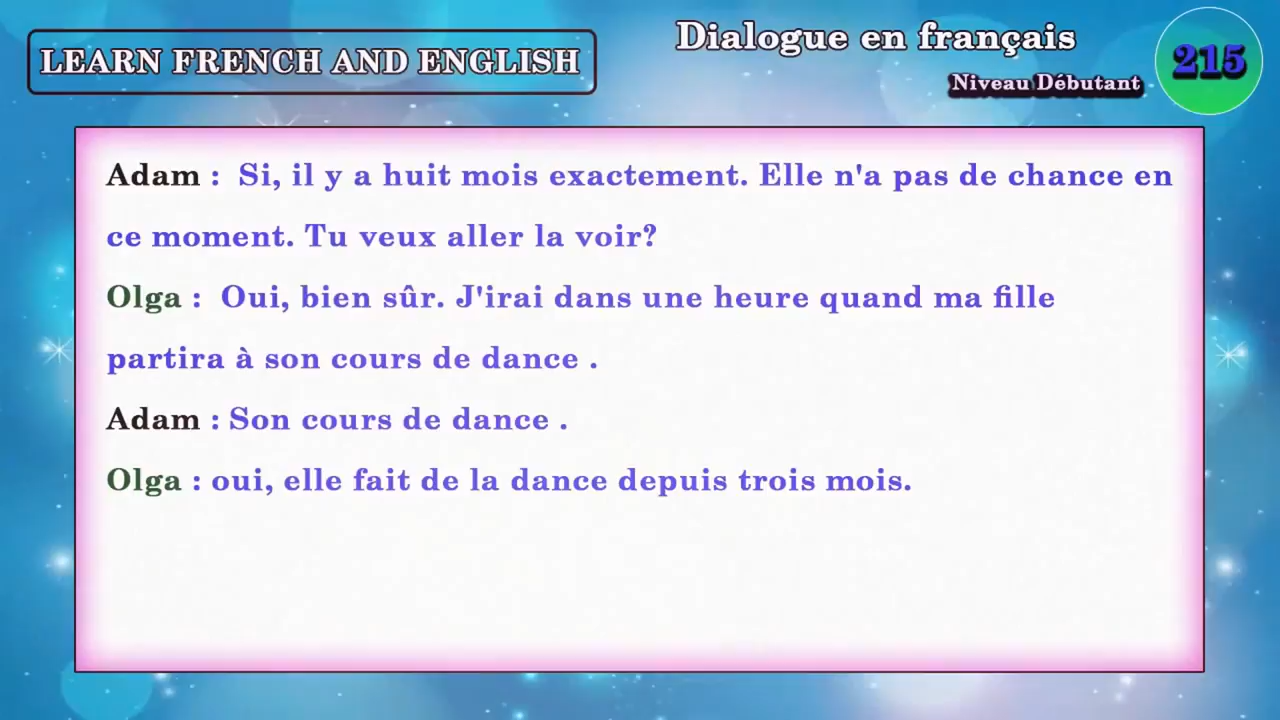 LEARN FRENCH AND ENGLISH
Dialogue en français
Niveau Débutant
215
Adam : Si, il y a huit mois exactement. Elle n'a pas de chance en
ce moment. Tu veux aller la voir?
Olga : Oui, bien sûr. J'irai dans une heure quand ma fille
partira à son cours de dance .
Adam : Son cours de dance .
Olga : oui, elle fait de la dance depuis trois mois.